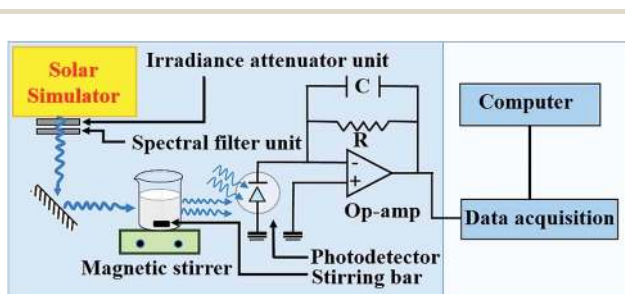 Solar
Simulator
Irradiance attenuator unit
Spectral filter unit
C
R
-
+
Op-amp
Computer
Data acquisition
Photodetector
Magnetic stirrer
Stirring bar